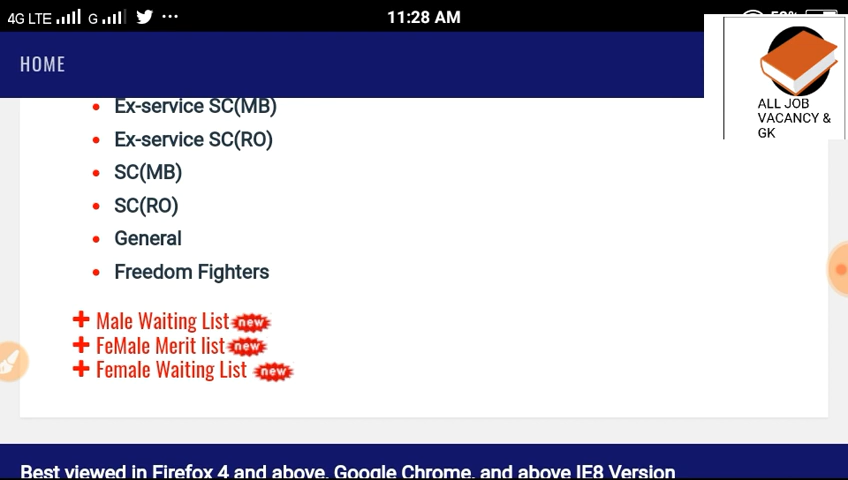 4G LTE G 11:28 AM
HOME
ALL JOB
VACANCY &
GK
Ex-service SC(MB)
Ex-service SC(RO)
SC(MB)
SC(RO)
General
Freedom Fighters
Male Waiting List new
FeMale Merit list new
Female Waiting List new
Best viewed in Firefox 4 and above, Google Chrome, and above IE8 Version